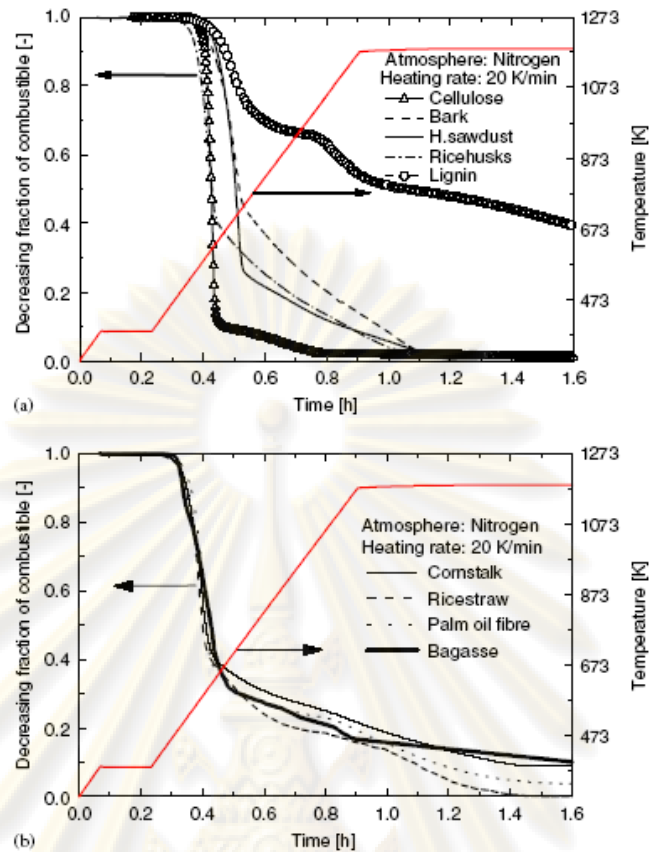 1.0
0.8
0.6
0.4
0.2
0.0
Decreasing fraction of combustible [-]
Atmosphere: Nitrogen
Heating rate: 20 K/min
Cellulose
Bark
H.sawdust
Ricehusks
Lignin
1273
1073
873
673
473
Temperature [K]
0.0 0.2 0.4 0.6 0.8 1.0 1.2 1.4 1.6
(a)
Time [h]
1.0
0.8
0.6
0.4
0.2
0.0
Decreasing fraction of combustible [-]
Atmosphere: Nitrogen
Heating rate: 20 K/min
Cornstalk
Ricestraw
Palm oil fibre
Bagasse
1273
1073
873
673
473
Temperature [K]
0.0 0.2 0.4 0.6 0.8 1.0 1.2 1.4 1.6
(b)
Time [h]